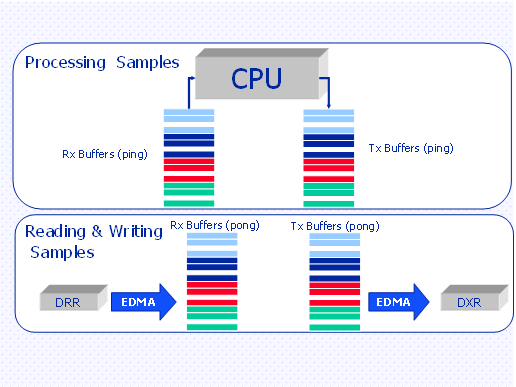 Processing Samples
CPU
Rx Buffers (ping)
Tx Buffers (ping)
Reading & Writing
Samples
Rx Buffers (pong)
Tx Buffers (pong)
DRR
EDMA
EDMA
DXR